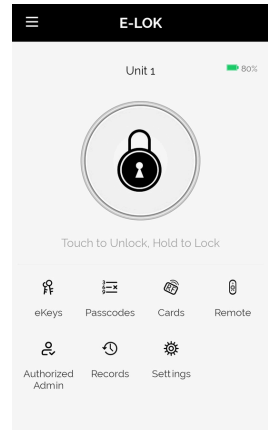 E-LOK
Unit 1
80%
Touch to Unlock, Hold to Lock
eKeys
Passcodes
Cards
Remote
Authorized
Admin
Records
Settings